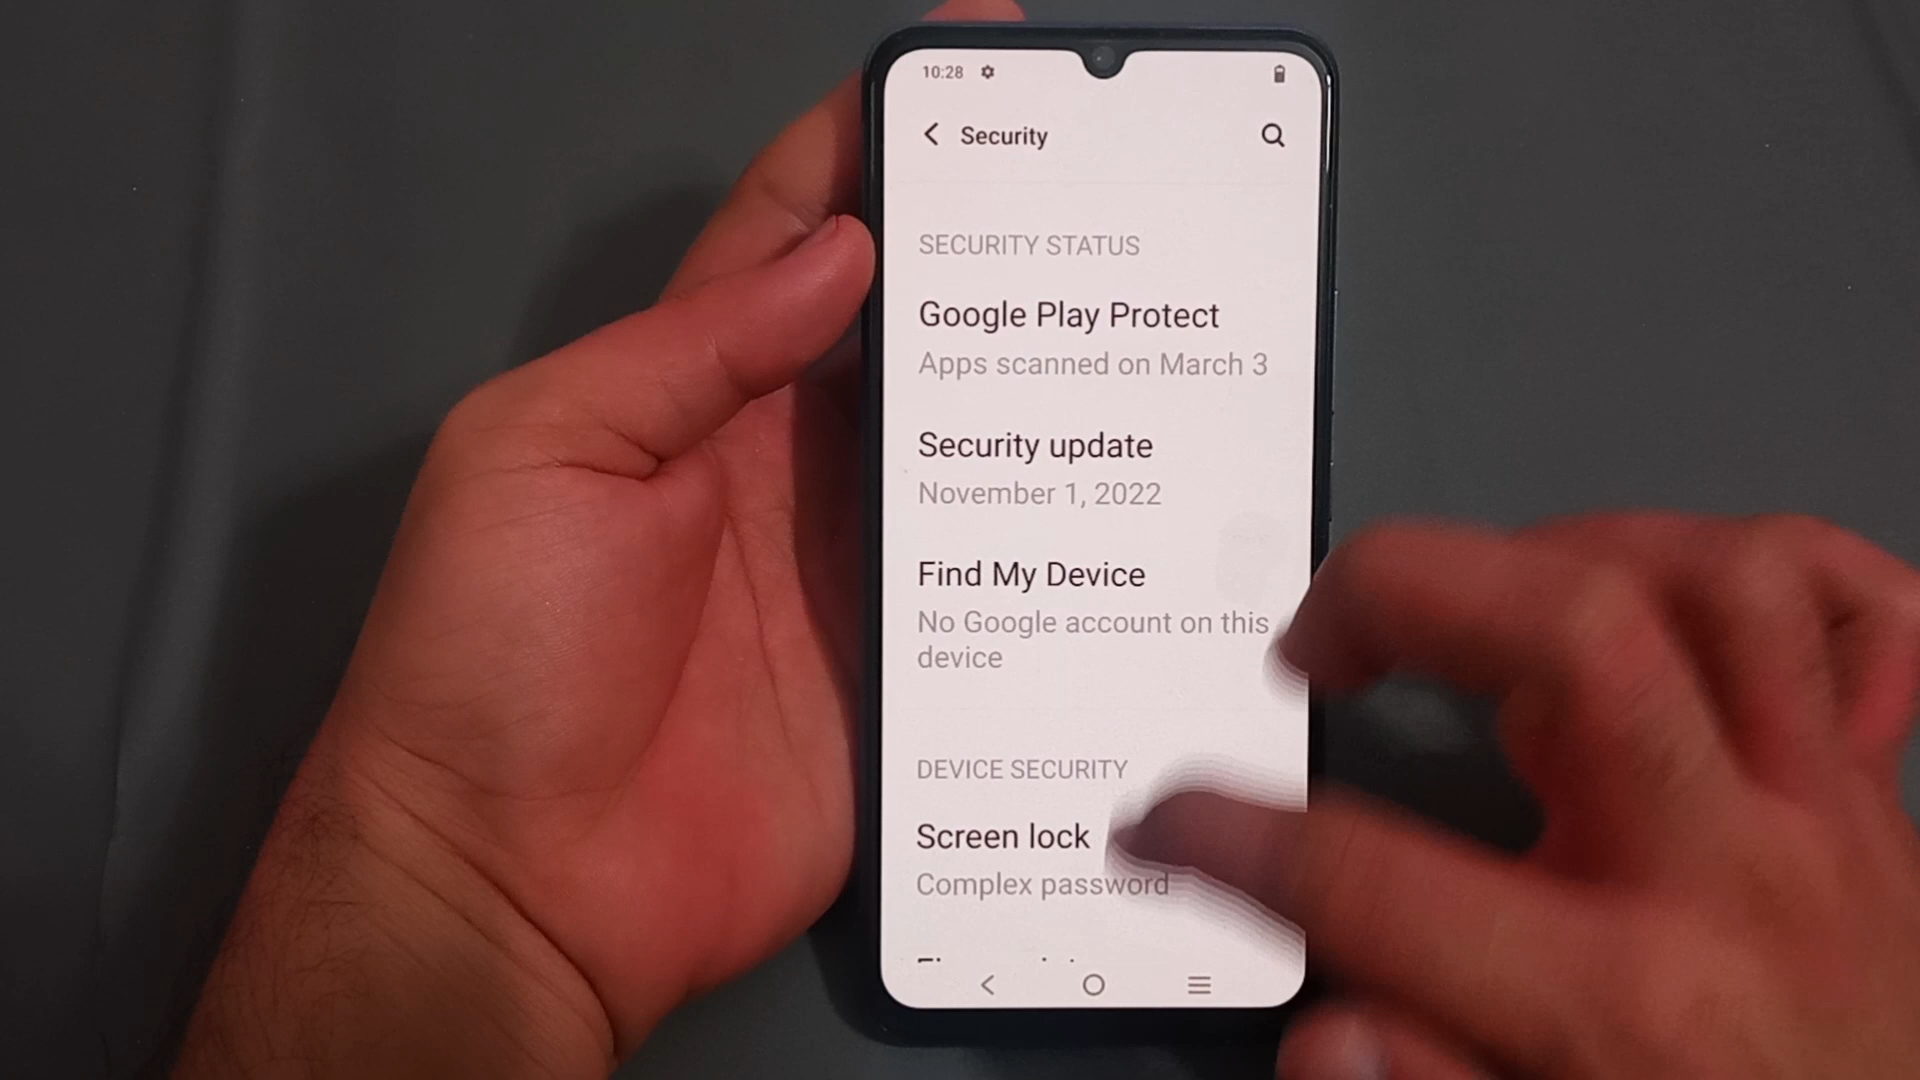 10:28
Security
SECURITY STATUS
Google Play Protect
Apps scanned on March 3
Security update
November 1, 2022
Find My Device
No Google account on this
device
DEVICE SECURITY
Screen lock
Complex password